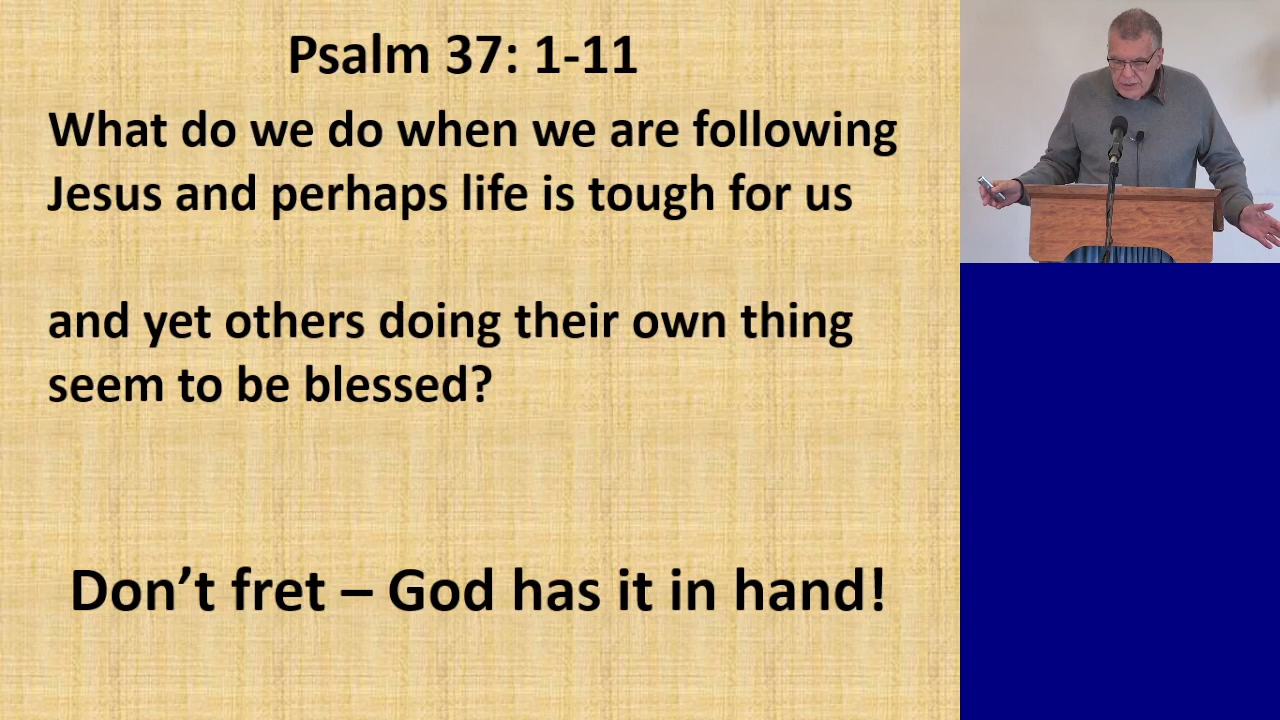 Psalm 37: 1-11
What do we do when we are following
Jesus and perhaps life is tough for us
and yet others doing their own thing
seem to be blessed?
Don’t fret – God has it in hand!